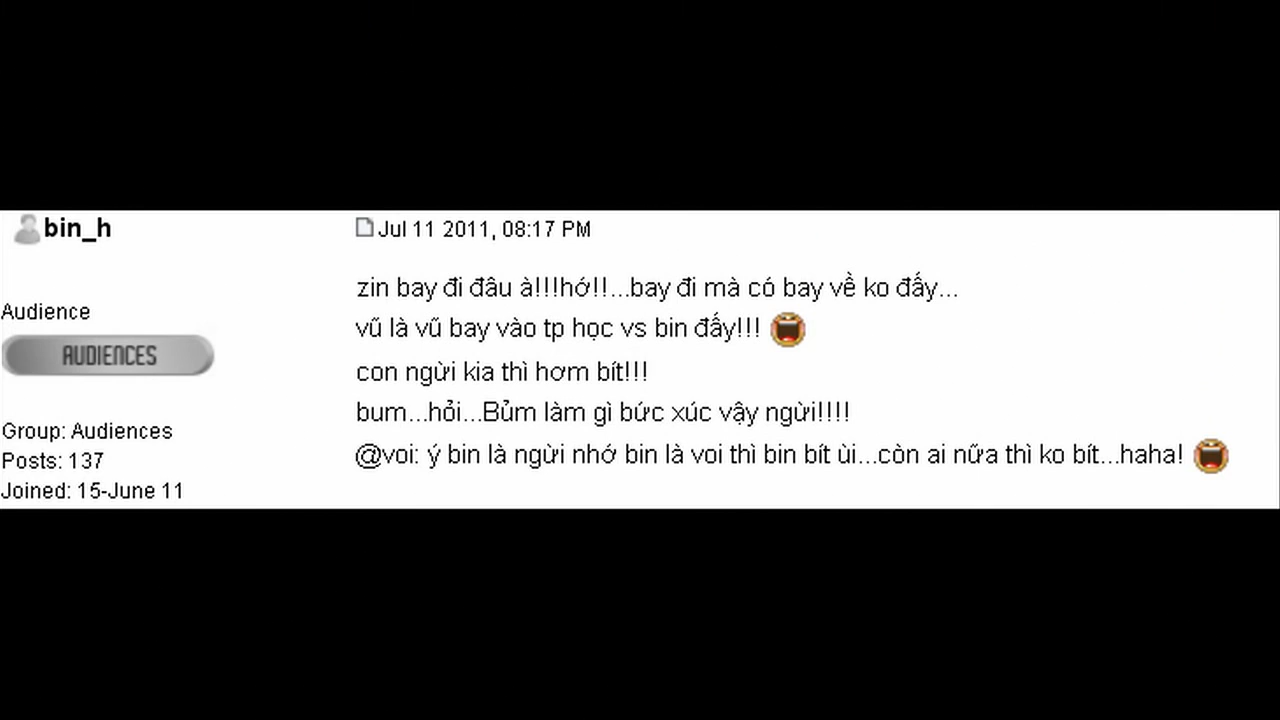 bin_h
Jul 11 2011, 08:17 PM
Audience
AUDIENCES
Group: Audiences
Posts: 137
Joined: 15-June 11
zin bay đi đâu à!!!hớ!!...bay đi mà có bay về ko đấy...
vũ là vũ bay vào tp học vs bin đấy!!!
con ngừi kia thì hơm bít!!!
bum...hỏi...Bủm làm gì bức xúc vậy ngừi!!!!
@voi: ý bin là ngừi nhớ bin là voi thì bin bít ùi...còn ai nữa thì ko bít...haha!